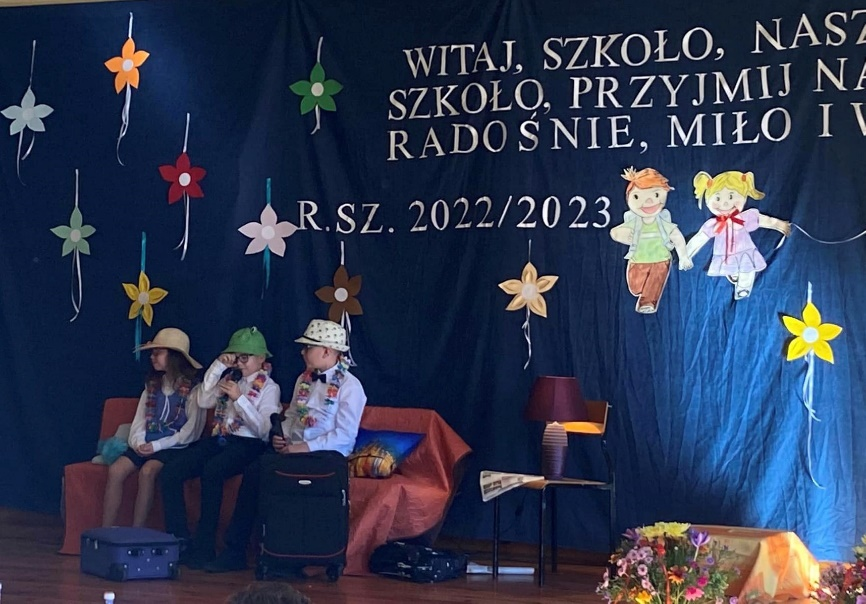 WITAJ, SZKOŁO, NASZ
SZKOŁO, PRZYJMIJ NA
RADOŚNIE, MIŁO I W
R.SZ. 2022/2023